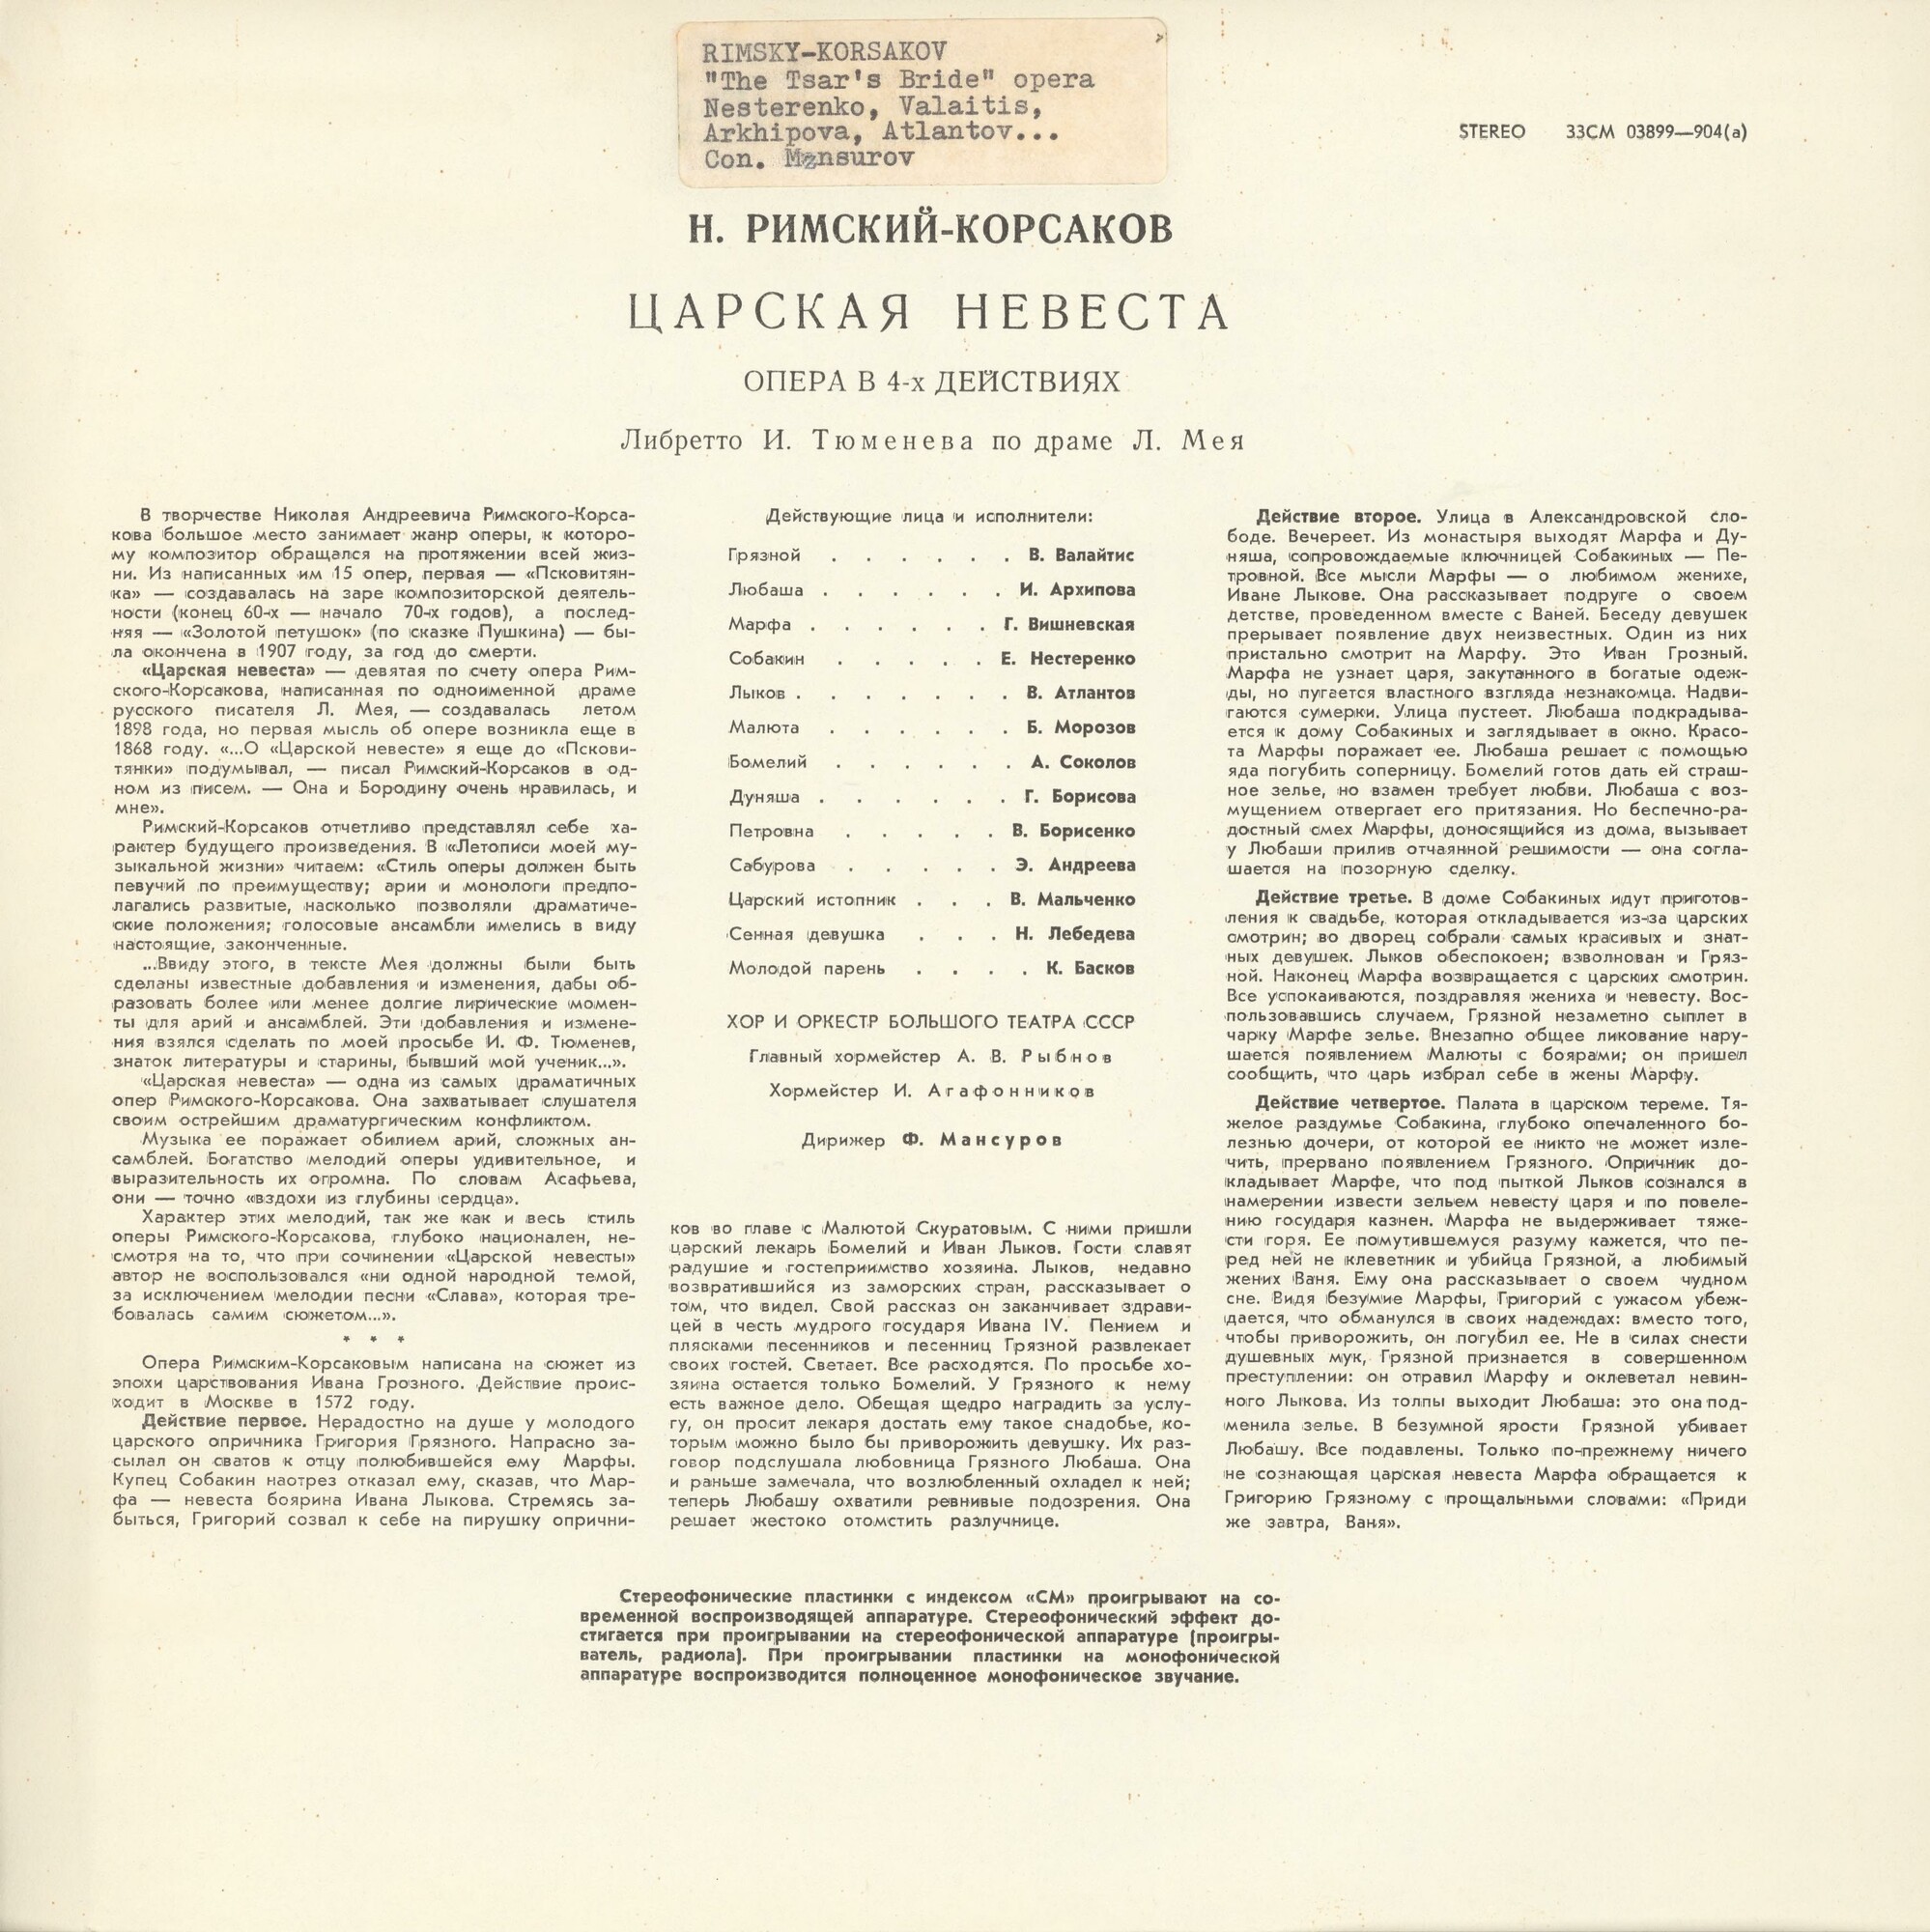 RIMSKY-KORSAKOV
"The Tsar's Bride" opera
Nesterenko, Valaitis,
Arkhipova, Atlantov...
Con. Mansurov
STEREO 33СМ 03899—904(а)
Н. РИМСКИЙ-КОРСАКОВ
ЦАРСКАЯ НЕВЕСТА
ОПЕРА В 4-х ДЕЙСТВИЯХ
Либретто И. Тюменева по драме Л. Мея
В творчестве Николая Андреевича Римского-Корса-
кова большое место занимает жанр оперы, к которо-
му композитор обращался на протяжении всей жиз-
ни. Из написанных им 15 опер, первая — «Псковитян-
ка» — создавалась на заре композиторской деятель-
ности (конец 60-х — начало 70-х годов), а послед-
няя — «Золотой петушок» (по сказке Пушкина) — бы-
ла окончена в 1907 году, за год до смерти.
«Царская невеста» — девятая по счету опера Рим-
ского-Корсакова, написанная по одноименной драме
русского писателя Л. Мея, — создавалась летом
1898 года, но первая мысль об опере возникла еще в
1868 году. «...О «Царской невесте» я еще до «Пскови-
тянки» подумывал, — писал Римский-Корсаков в од-
ном из писем. — Она и Бородину очень нравилась, и
мне».
Римский-Корсаков отчетливо представлял себе ха-
рактер будущего произведения. В «Летописи моей му-
зыкальной жизни» читаем: «Стиль оперы должен быть
певучий по преимуществу; арии и монологи предпо-
лагались развитые, насколько позволяли драматиче-
ские положения; голосовые ансамбли имелись в виду
настоящие, законченные.
...Ввиду этого, в тексте Мея должны были быть
сделаны известные добавления и изменения, дабы об-
разовать более или менее долгие лирические момен-
ты для арий и ансамблей. Эти добавления и измене-
ния взялся сделать по моей просьбе И. Ф. Тюменев,
знаток литературы и старины, бывший мой ученик...».
«Царская невеста» — одна из самых драматичных
опер Римского-Корсакова. Она захватывает слушателя
своим острейшим драматургическим конфликтом.
Музыка ее поражает обилием арий, сложных ан-
самблей. Богатство мелодий оперы удивительное, и
выразительность их огромна. По словам Асафьева,
они — точно «вздохи из глубины сердца».
Характер этих мелодий, так же как и весь стиль
оперы Римского-Корсакова, глубоко национален, не-
смотря на то, что при сочинении «Царской невесты»
автор не воспользовался «ни одной народной темой,
за исключением мелодии песни «Слава», которая тре-
бовалась самим сюжетом...».
* * *
Опера Римским-Корсаковым написана на сюжет из
эпохи царствования Ивана Грозного. Действие проис-
ходит в Москве в 1572 году.
Действие первое. Нерадостно на душе у молодого
царского опричника Григория Грязного. Напрасно за-
сылал он сватов к отцу полюбившейся ему Марфы.
Купец Собакин наотрез отказал ему, сказав, что Мар-
фа — невеста боярина Ивана Лыкова. Стремясь за-
быться, Григорий созвал к себе на пирушку оприч­ни-
Действующие лица и исполнители:
Грязной . . . . . . В. Валайтис
Любаша . . . . . . И. Архипова
Марфа . . . . . . Г. Вишневская
Собакин . . . . . Е. Нестеренко
Лыков . . . . . . . В. Атлантов
Малюта . . . . . . Б. Морозов
Бомелий . . . . . . А. Соколов
Дуняша . . . . . . Г. Борисова
Петровна . . . . . В. Борисенко
Сабурова . . . . . Э. Андреева
Царский истопник . . . В. Мальченко
Сенная девушка . . . Н. Лебедева
Молодой парень . . . . К. Басков
ХОР И ОРКЕСТР БОЛЬШОГО ТЕАТРА СССР
Главный хормейстер А. В. Рыбнов
Хормейстер И. Агафонников
Дирижер Ф. Мансуров
ков во главе с Малютой Скуратовым. С ними пришли
царский лекарь Бомелий и Иван Лыков. Гости славят
радушие и гостеприимство хозяина. Лыков, недавно
возвратившийся из заморских стран, рассказывает о
том, что видел. Свой рассказ он заканчивает здрави-
цей в честь мудрого государя Ивана IV. Пением и
плясками песенников и песенниц Грязной развлекает
своих гостей. Светает. Все расходятся. По просьбе хо-
зяина остается только Бомелий. У Грязного к нему
есть важное дело. Обещая щедро наградить за услу-
гу, он просит лекаря достать ему такое снадобье, ко-
торым можно было бы приворожить девушку. Их раз-
говор подслушала любовница Грязного Любаша. Она
и раньше замечала, что возлюбленный охладел к ней;
теперь Любашу охватили ревнивые подозрения. Она
решает жестоко отомстить разлучнице.
Действие второе. Улица в Александровской сло-
боде. Вечереет. Из монастыря выходят Марфа и Ду-
няша, сопровождаемые ключницей Собакиных — Пе-
тровной. Все мысли Марфы — о любимом женихе,
Иване Лыкове. Она рассказывает подруге о своем
детстве, проведенном вместе с Ваней. Беседу девушек
прерывает появление двух неизвестных. Один из них
пристально смотрит на Марфу. Это Иван Грозный.
Марфа не узнает царя, закутанного в богатые одеж-
ды, но пугается властного взгляда незнакомца. Надви-
гаются сумерки. Улица пустеет. Любаша подкрадыва-
ется к дому Собакиных и заглядывает в окно. Красо-
та Марфы поражает ее. Любаша решает с помощью
яда погубить соперницу. Бомелий готов дать ей страш-
ное зелье, но взамен требует любви. Любаша с воз-
мущением отвергает его притязания. Но беспечно-ра-
достный смех Марфы, доносящийся из дома, вызывает
у Любаши прилив отчаянной решимости — она согла-
шается на позорную сделку.
Действие третье. В доме Собакиных идут приготов-
ления к свадьбе, которая откладывается из-за царских
смотрин; во дворец собрали самых красивых и знат-
ных девушек. Лыков обеспокоен; взволнован и Гряз-
ной. Наконец Марфа возвращается с царских смотрин.
Все успокаиваются, поздравляя жениха и невесту. Вос-
пользовавшись случаем, Грязной незаметно сыплет в
чарку Марфе зелье. Внезапно общее ликование нару-
шается появлением Малюты с боярами; он пришел
сообщить, что царь избрал себе в жены Марфу.
Действие четвертое. Палата в царском тереме. Тя-
желое раздумье Собакина, глубоко опечаленного бо-
лезнью дочери, от которой ее никто не может изле-
чить, прервано появлением Грязного. Опричник до-
кладывает Марфе, что под пыткой Лыков сознался в
намерении извести зельем невесту царя и по повеле-
нию государя казнен. Марфа не выдерживает тяже-
сти горя. Ее помутившемуся разуму кажется, что пе-
ред ней не клеветник и убийца Грязной, а любимый
жених Ваня. Ему она рассказывает о своем чудном
сне. Видя безумие Марфы, Григорий с ужасом убеж-
дается, что обманулся в своих надеждах: вместо того,
чтобы приворожить, он погубил ее. Не в силах снести
душевных мук, Грязной признается в совершенном
преступлении: он отравил Марфу и оклеветал невин-
ного Лыкова. Из толпы выходит Любаша: это она под-
менила зелье. В безумной ярости Грязной убивает
Любашу. Все подавлены. Только по-прежнему ничего
не сознающая царская невеста Марфа обращается к
Григорию Грязному с прощальными словами: «Приди
же завтра, Ваня».
Стереофонические пластинки с индексом «СМ» проигрывают на со-
временной воспроизводящей аппаратуре. Стереофонический эффект до-
стигается при проигрывании на стереофонической аппаратуре (проигры-
ватель, радиола). При проигрывании пластинки на монофонической
аппаратуре воспроизводится полноценное монофоническое звучание.